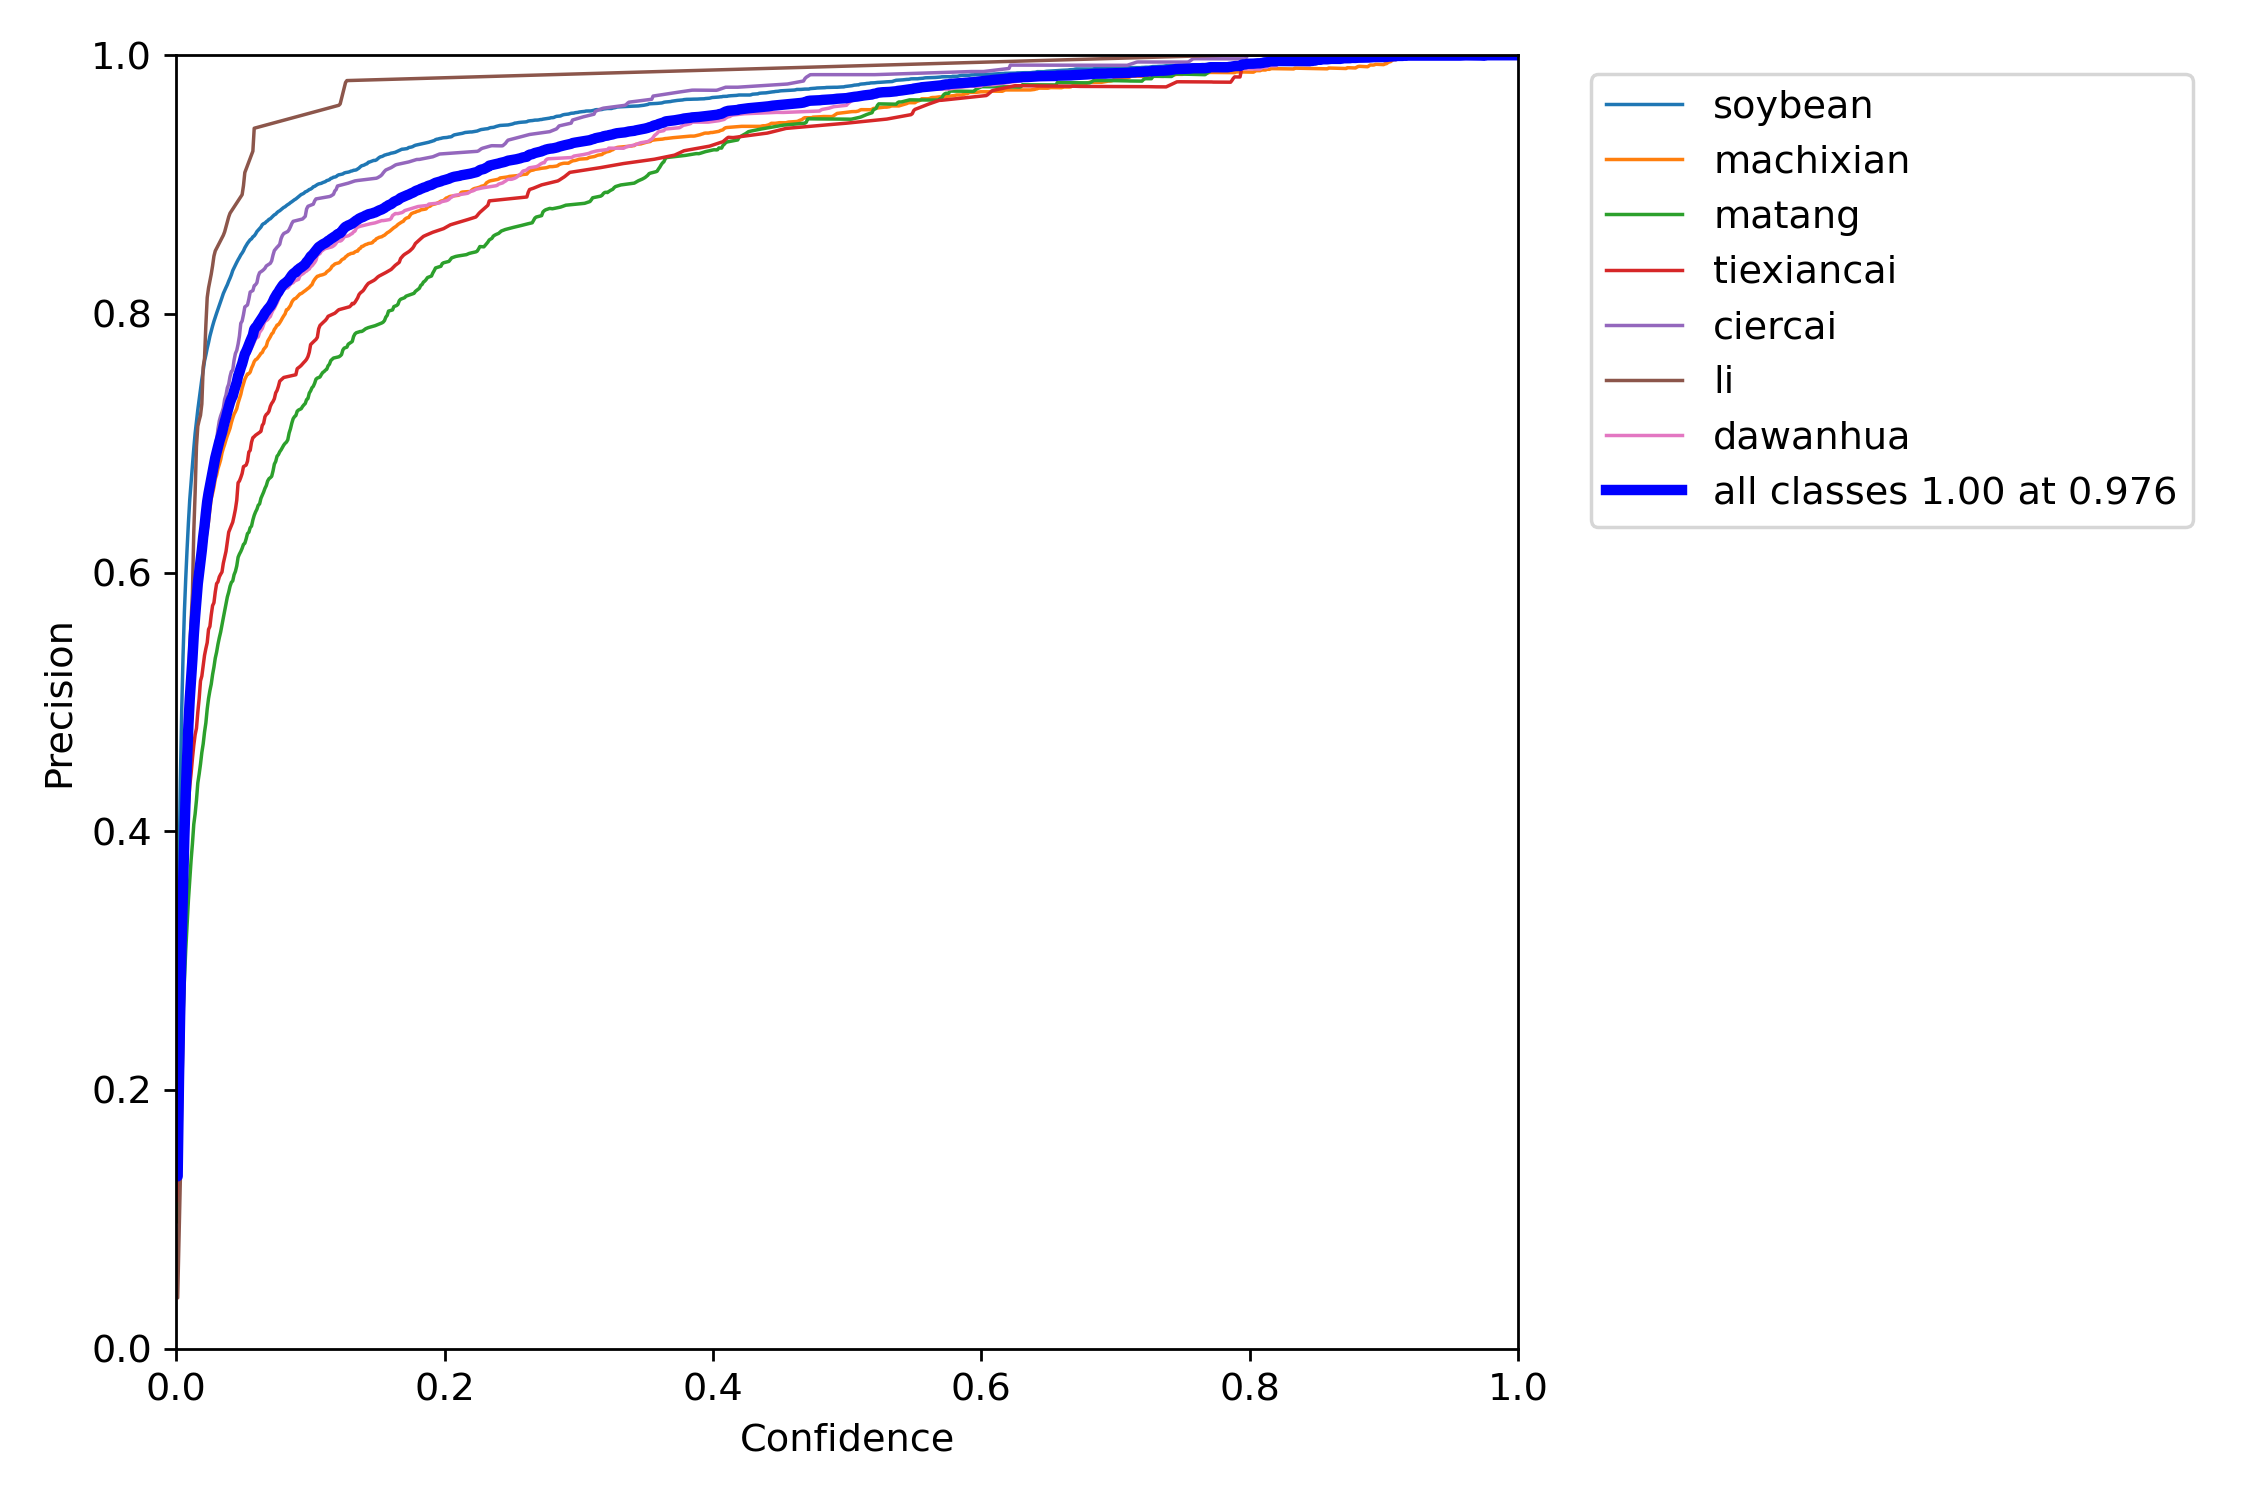 1.0
0.8
0.6
0.4
0.2
0.0
Precision
0.0 0.2 0.4 0.6 0.8 1.0
Confidence
soybean
machixian
matang
tiexiancai
ciercai
li
dawanhua
all classes 1.00 at 0.976